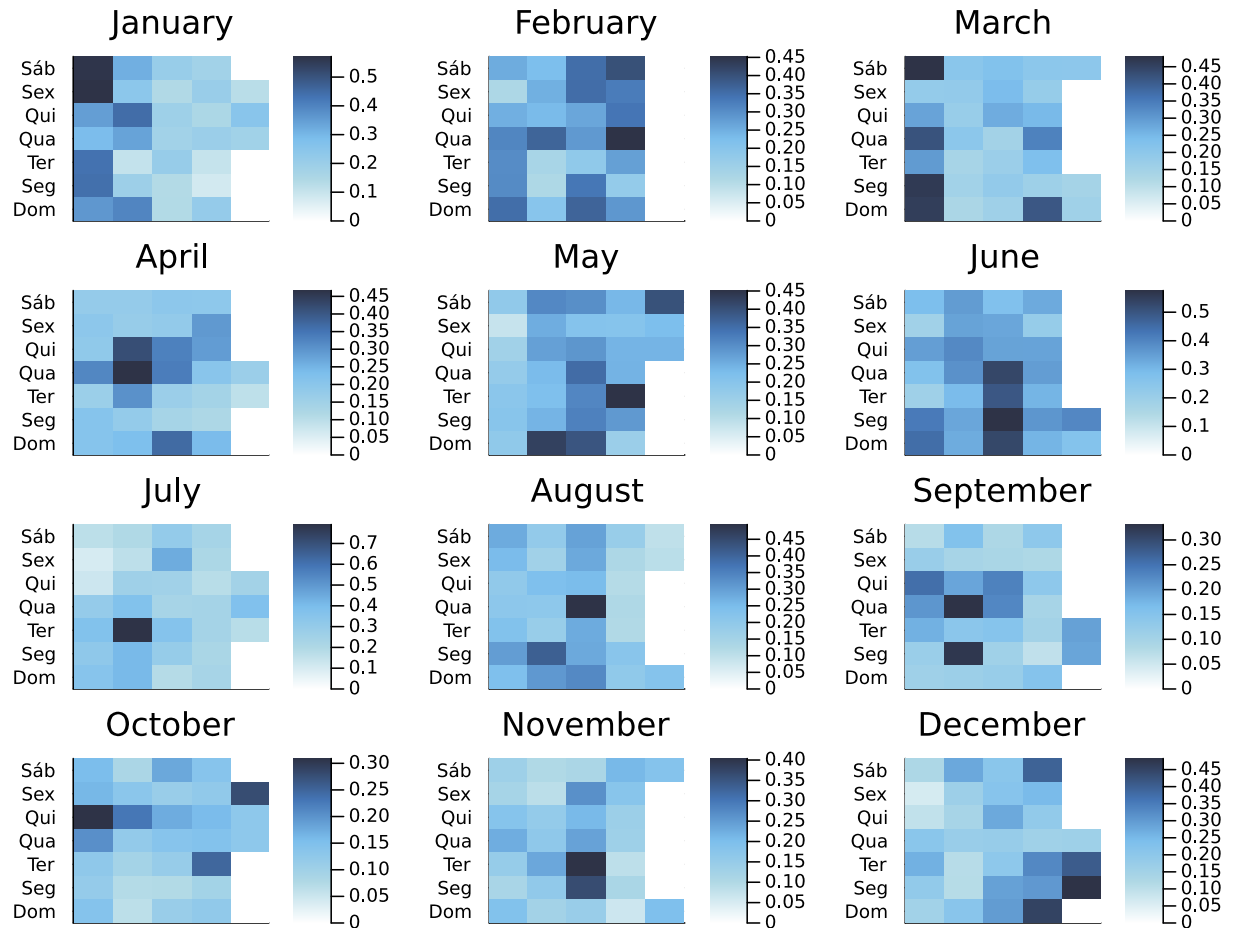 January
Sáb
Sex
Qui
Qua
Ter
Seg
Dom
0.5
0.4
0.3
0.2
0.1
0
February
0.45
0.40
0.35
0.30
0.25
0.20
0.15
0.10
0.05
0
March
0.45
0.40
0.35
0.30
0.25
0.20
0.15
0.10
0.05
0
April
Sáb
Sex
Qui
Qua
Ter
Seg
Dom
0.45
0.40
0.35
0.30
0.25
0.20
0.15
0.10
0.05
0
May
Sáb
Sex
Qui
Qua
Ter
Seg
Dom
0.45
0.40
0.35
0.30
0.25
0.20
0.15
0.10
0.05
0
June
Sáb
Sex
Qui
Qua
Ter
Seg
Dom
0.5
0.4
0.3
0.2
0.1
0
July
Sáb
Sex
Qui
Qua
Ter
Seg
Dom
0.7
0.6
0.5
0.4
0.3
0.2
0.1
0
August
Sáb
Sex
Qui
Qua
Ter
Seg
Dom
0.45
0.40
0.35
0.30
0.25
0.20
0.15
0.10
0.05
0
September
Sáb
Sex
Qui
Qua
Ter
Seg
Dom
0.30
0.25
0.20
0.15
0.10
0.05
0
October
Sáb
Sex
Qui
Qua
Ter
Seg
Dom
0.30
0.25
0.20
0.15
0.10
0.05
0
November
Sáb
Sex
Qui
Qua
Ter
Seg
Dom
0.40
0.35
0.30
0.25
0.20
0.15
0.10
0.05
0
December
Sáb
Sex
Qui
Qua
Ter
Seg
Dom
0.45
0.40
0.35
0.30
0.25
0.20
0.15
0.10
0.05
0